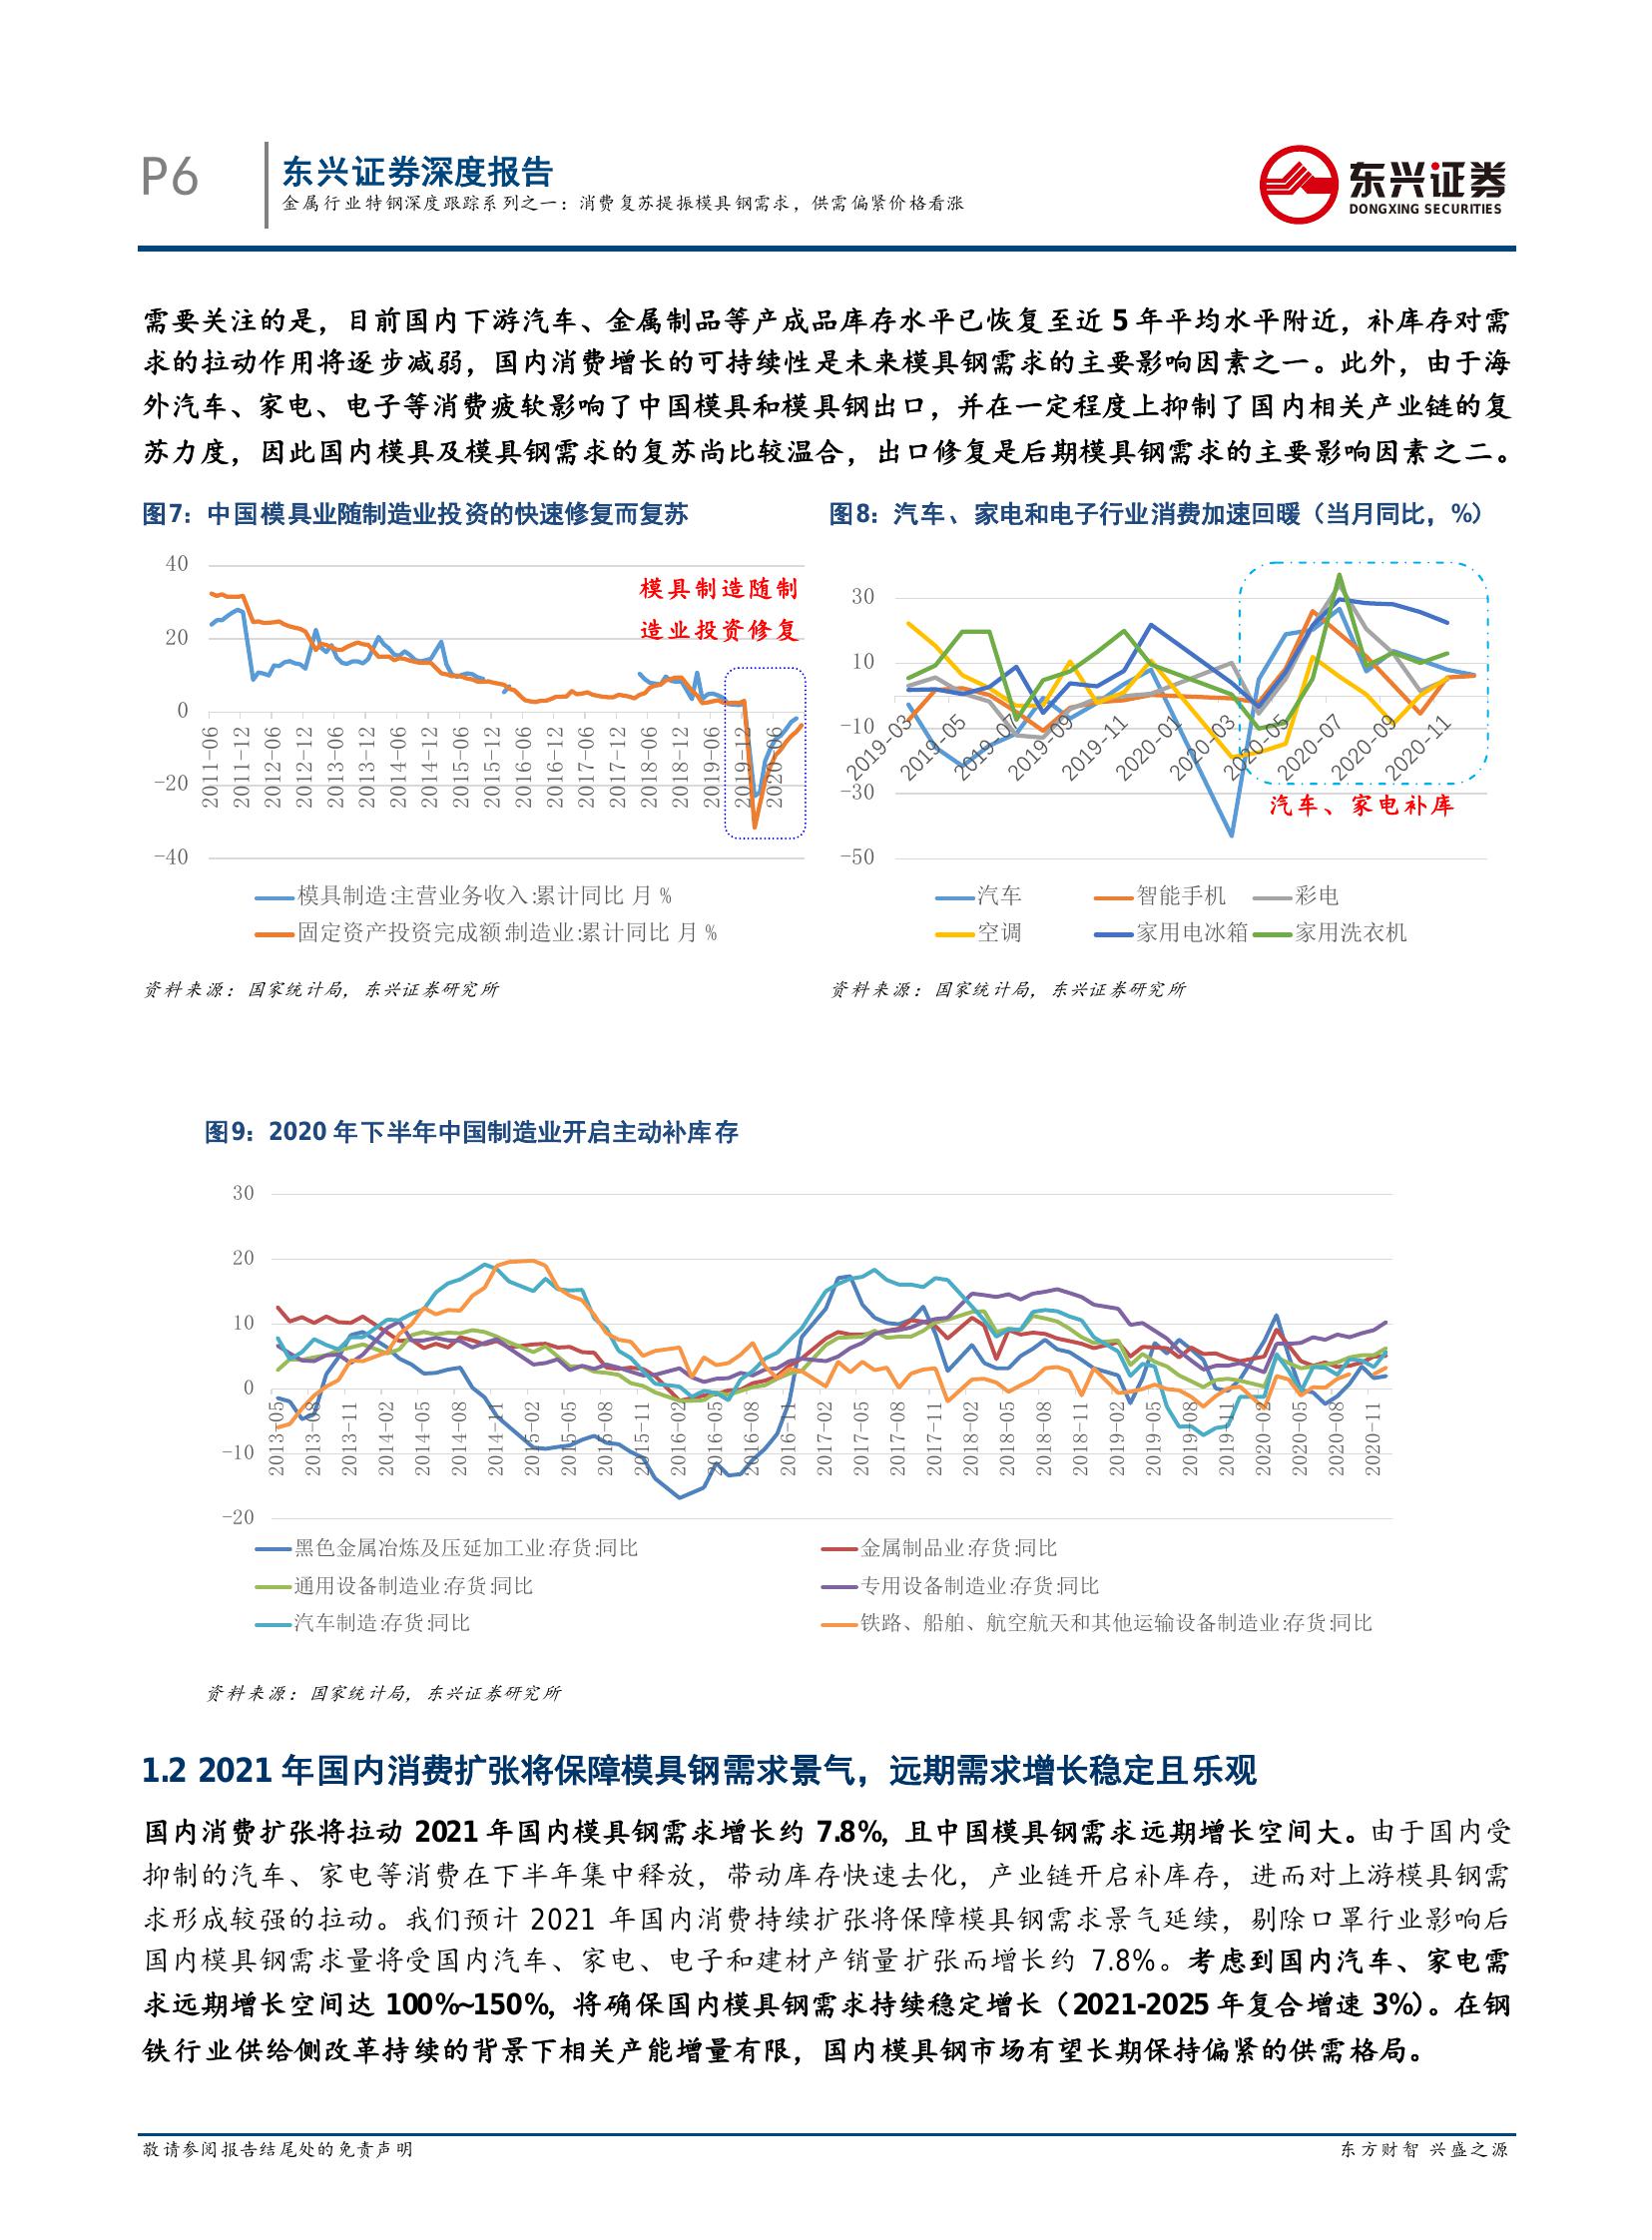 P6
东兴证券深度报告
金属行业特钢深度跟踪系列之一：消费复苏提振模具钢需求，供需偏紧价格看涨
东兴证券
DONGXING SECURITIES
需要关注的是，目前国内下游汽车、金属制品等产成品库存水平已恢复至近 5 年平均水平附近，补库存对需
求的拉动作用将逐步减弱，国内消费增长的可持续性是未来模具钢需求的主要影响因素之一。此外，由于海
外汽车、家电、电子等消费疲软影响了中国模具和模具钢出口，并在一定程度上抑制了国内相关产业链的复
苏力度，因此国内模具及模具钢需求的复苏尚比较温合，出口修复是后期模具钢需求的主要影响因素之二。
图7：中国模具业随制造业投资的快速修复而复苏
40
20
0
-20
-40
模具制造随制
造业投资修复
2011-06
2011-12
2012-06
2012-12
2013-06
2013-12
2014-06
2014-12
2015-06
2015-12
2016-06
2016-12
2017-06
2017-12
2018-06
2018-12
2019-06
2019-12
2020-06
模具制造:主营业务收入:累计同比 月 %
固定资产投资完成额:制造业:累计同比 月 %
资料来源：国家统计局，东兴证券研究所
图8：汽车、家电和电子行业消费加速回暖（当月同比，%）
30
10
-10
-30
-50
2019-03
2019-05
2019-07
2019-09
2019-11
2020-01
2020-03
2020-05
2020-07
2020-09
2020-11
汽车、家电补库
汽车
智能手机
彩电
空调
家用电冰箱
家用洗衣机
资料来源：国家统计局，东兴证券研究所
图9：2020 年下半年中国制造业开启主动补库存
30
20
10
0
-10
-20
2013-05
2013-08
2013-11
2014-02
2014-05
2014-08
2014-11
2015-02
2015-05
2015-08
2015-11
2016-02
2016-05
2016-08
2016-11
2017-02
2017-05
2017-08
2017-11
2018-02
2018-05
2018-08
2018-11
2019-02
2019-05
2019-08
2019-11
2020-02
2020-05
2020-08
2020-11
黑色金属冶炼及压延加工业:存货:同比
金属制品业:存货:同比
通用设备制造业:存货:同比
专用设备制造业:存货:同比
汽车制造:存货:同比
铁路、船舶、航空航天和其他运输设备制造业:存货:同比
资料来源：国家统计局，东兴证券研究所
1.2 2021 年国内消费扩张将保障模具钢需求景气，远期需求增长稳定且乐观
国内消费扩张将拉动 2021 年国内模具钢需求增长约 7.8%，且中国模具钢需求远期增长空间大。由于国内受
抑制的汽车、家电等消费在下半年集中释放，带动库存快速去化，产业链开启补库存，进而对上游模具钢需
求形成较强的拉动。我们预计 2021 年国内消费持续扩张将保障模具钢需求景气延续，剔除口罩行业影响后
国内模具钢需求量将受国内汽车、家电、电子和建材产销量扩张而增长约 7.8%。考虑到国内汽车、家电需
求远期增长空间达 100%~150%，将确保国内模具钢需求持续稳定增长（2021-2025 年复合增速 3%）。在钢
铁行业供给侧改革持续的背景下相关产能增量有限，国内模具钢市场有望长期保持偏紧的供需格局。
敬请参阅报告结尾处的免责声明
东方财智 兴盛之源